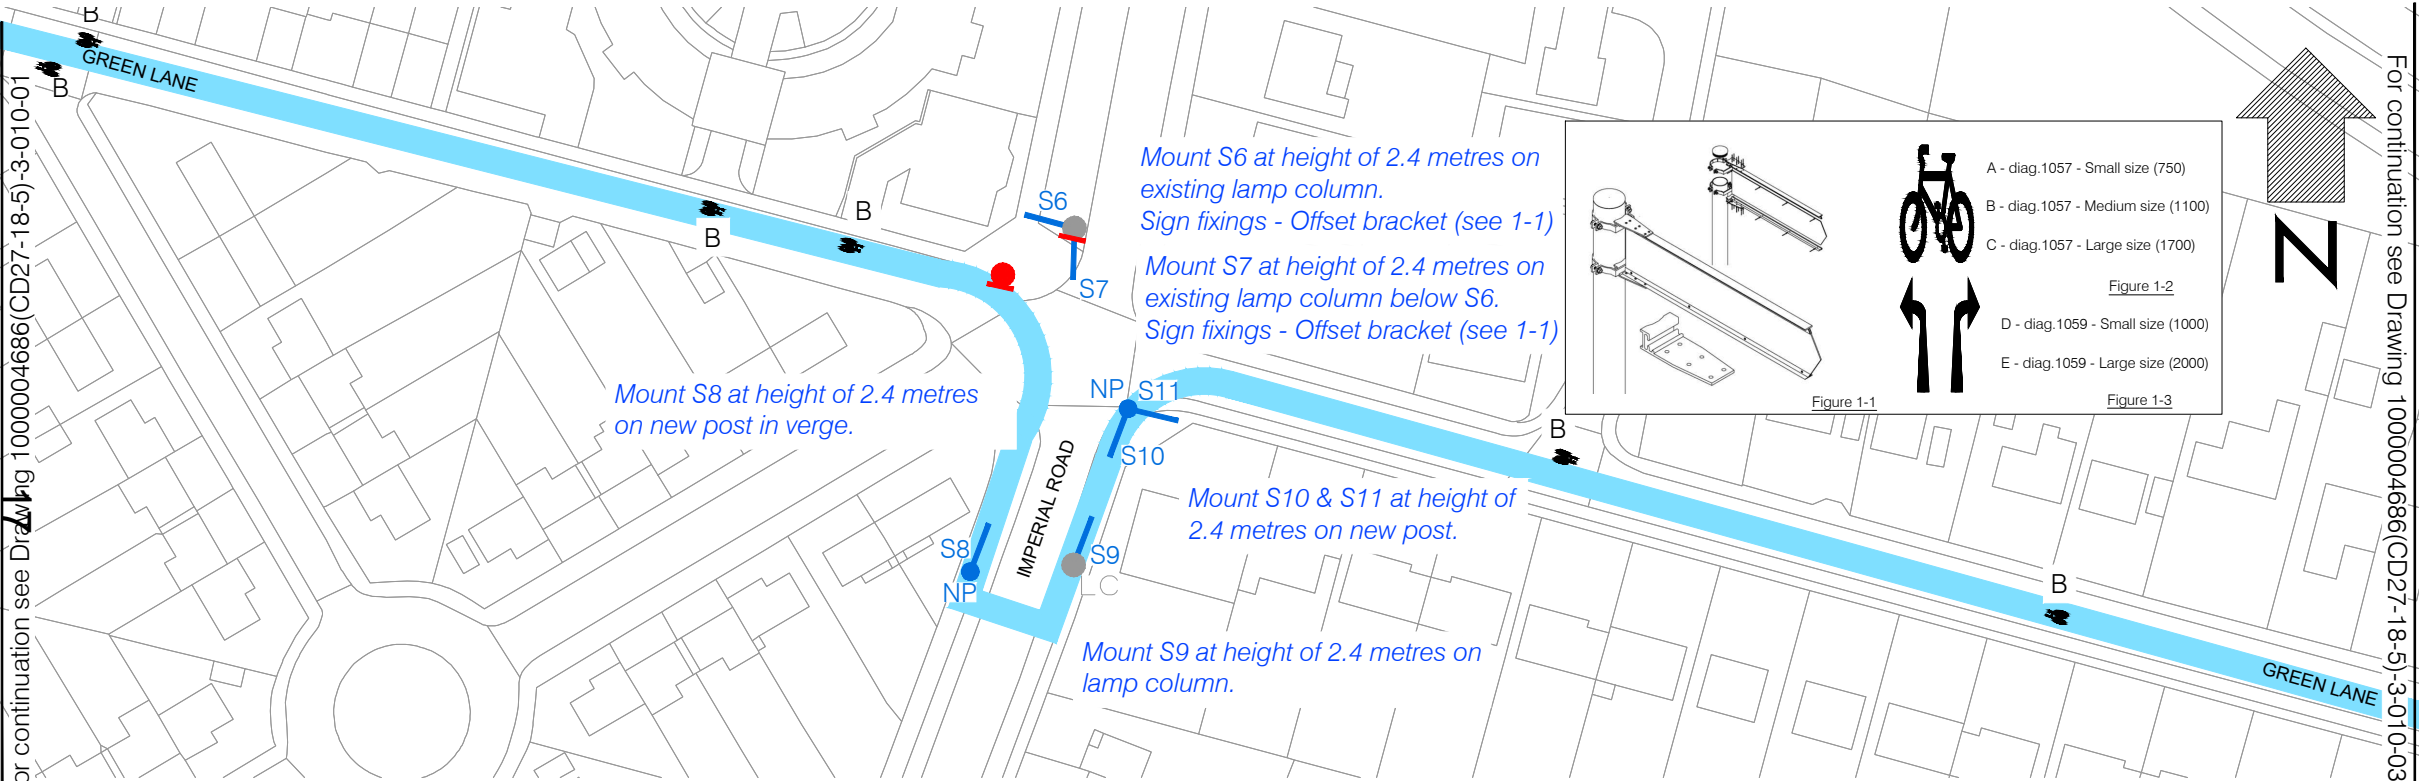 B
GREEN LANE
B
For continuation see Drawing 1000004686(CD27-18-5)-3-010-01
B
B
S6
S7
Mount S6 at height of 2.4 metres on
existing lamp column.
Sign fixings - Offset bracket (see 1-1)
Mount S7 at height of 2.4 metres on
existing lamp column below S6.
Sign fixings - Offset bracket (see 1-1)
A - diag.1057 - Small size (750)
B - diag.1057 - Medium size (1100)
C - diag.1057 - Large size (1700)
Figure 1-2
D - diag.1059 - Small size (1000)
E - diag.1059 - Large size (2000)
Figure 1-1
Figure 1-3
N
For continuation see Drawing 1000004686(CD27-18-5)-3-010-03
Mount S8 at height of 2.4 metres
on new post in verge.
NP S11
S10
IMPERIAL ROAD
B
Mount S10 & S11 at height of
2.4 metres on new post.
S8
NP
S9
LC
B
Mount S9 at height of 2.4 metres on
lamp column.
GREEN LANE